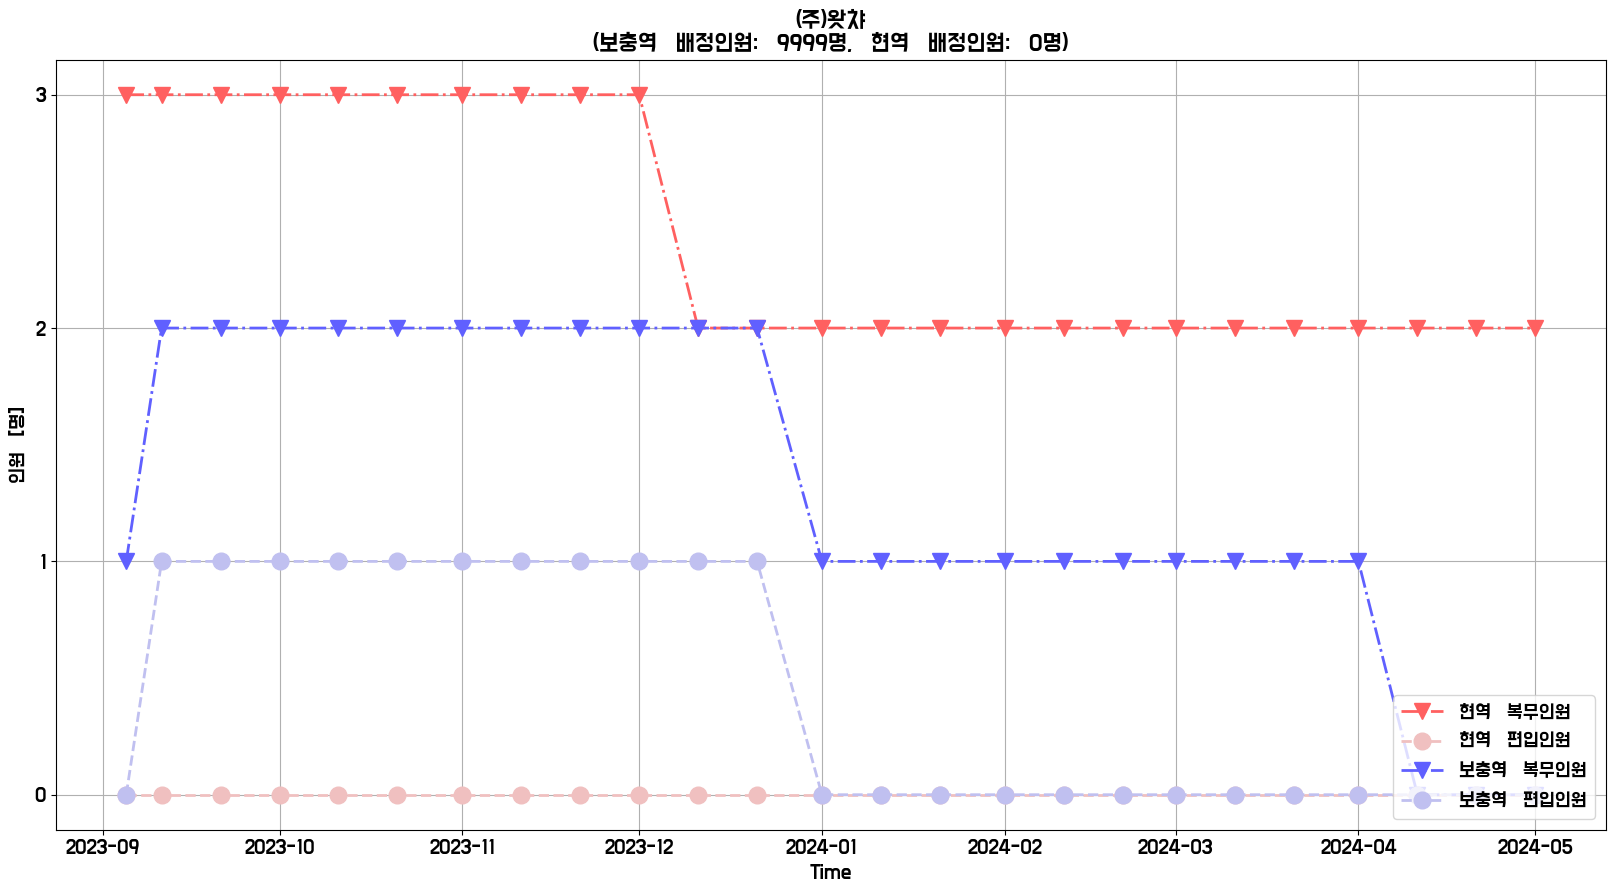 (주)왓챠
(보충역 배정인원: 9999명, 현역 배정인원: 0명)
인원 [명]
3
2
1
0
2023-09 2023-10 2023-11 2023-12 2024-01 2024-02 2024-03 2024-04 2024-05
Time
현역 복무인원
현역 편입인원
보충역 복무인원
보충역 편입인원